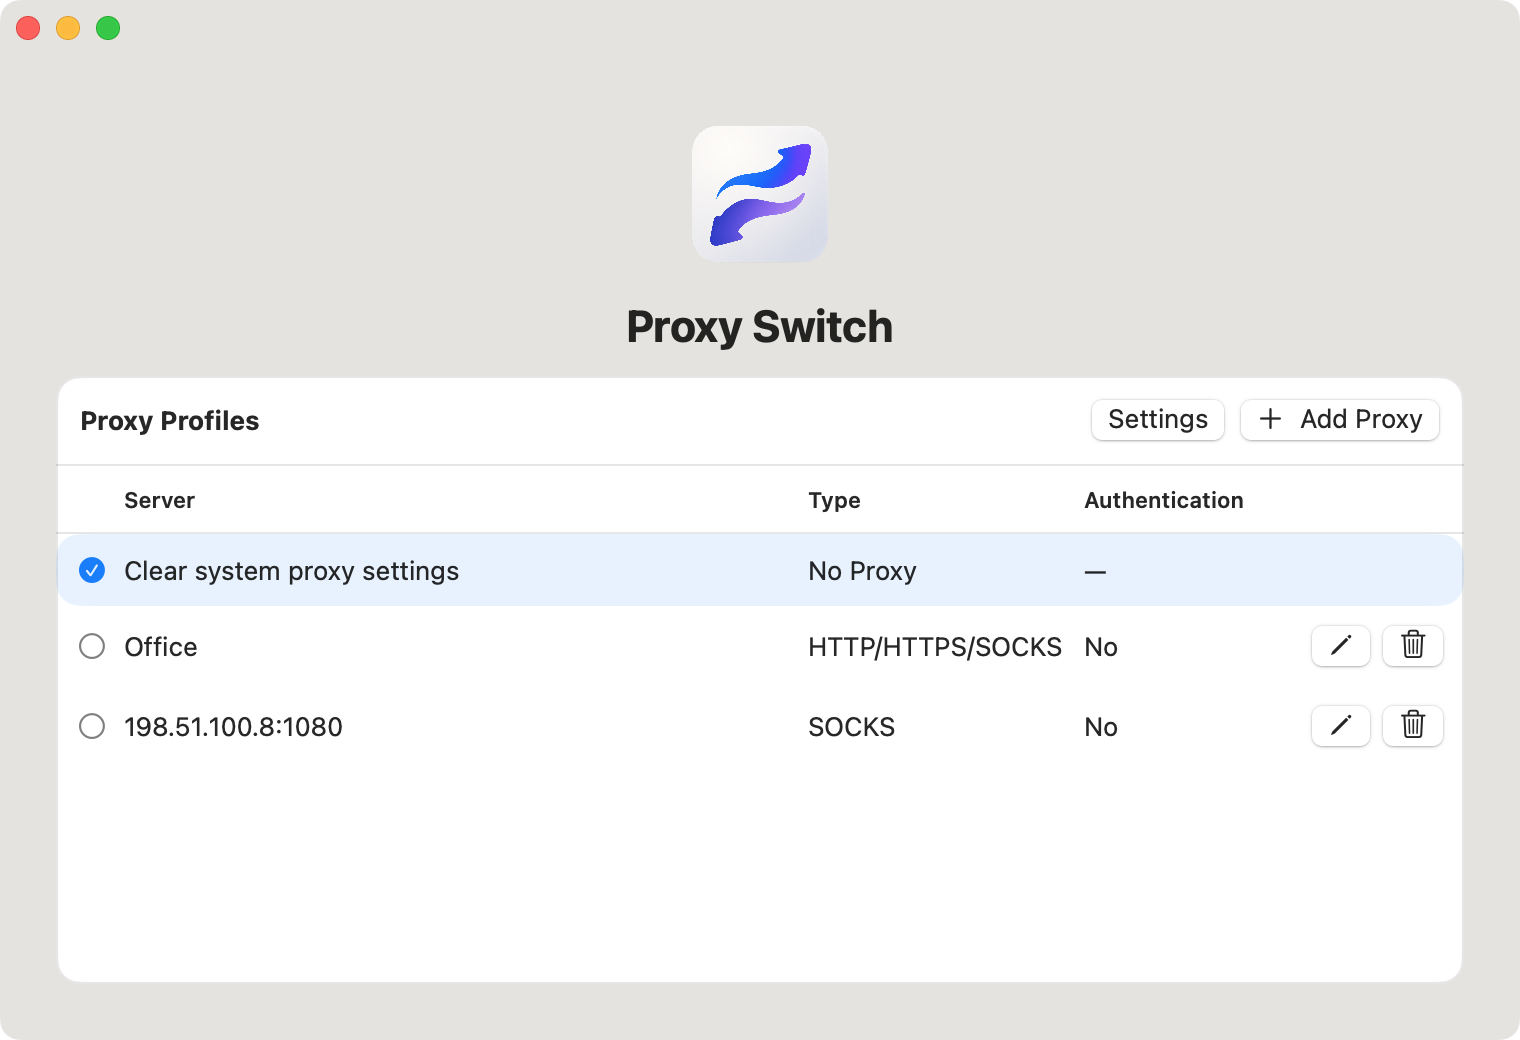 Proxy Switch
Proxy Profiles
Settings
+ Add Proxy
Server Type Authentication
Clear system proxy settings No Proxy —
Office HTTP/HTTPS/SOCKS No
198.51.100.8:1080 SOCKS No